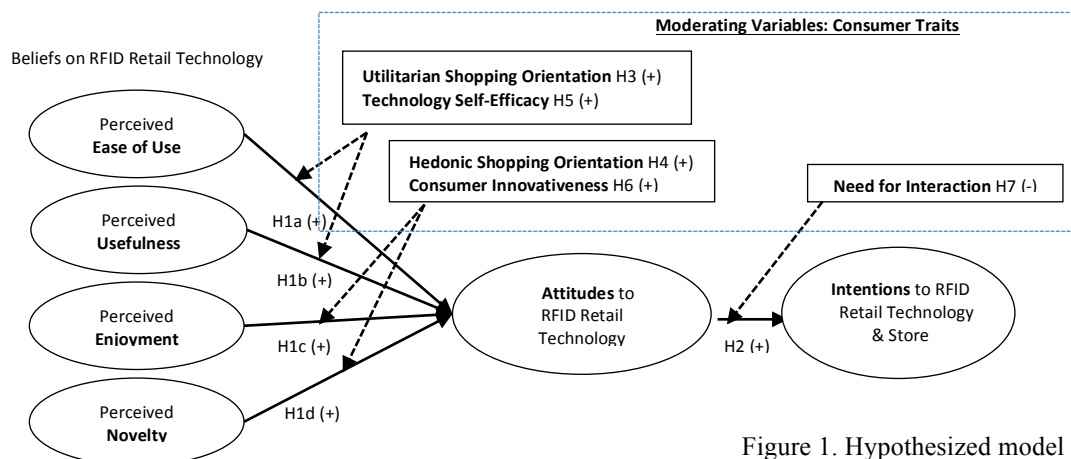 Moderating Variables: Consumer Traits
Beliefs on RFID Retail Technology
Utilitarian Shopping Orientation H3 (+)
Technology Self-Efficacy H5 (+)
Perceived
Ease of Use
Hedonic Shopping Orientation H4 (+)
Consumer Innovativeness H6 (+)
Need for Interaction H7 (-)
H1a (+)
Perceived
Usefulness
H1b (+)
Attitudes to
RFID Retail
Technology
Intentions to RFID
Retail Technology
& Store
H2 (+)
Perceived
Enjoyment
H1c (+)
H1d (+)
Perceived
Novelty
Figure 1. Hypothesized model